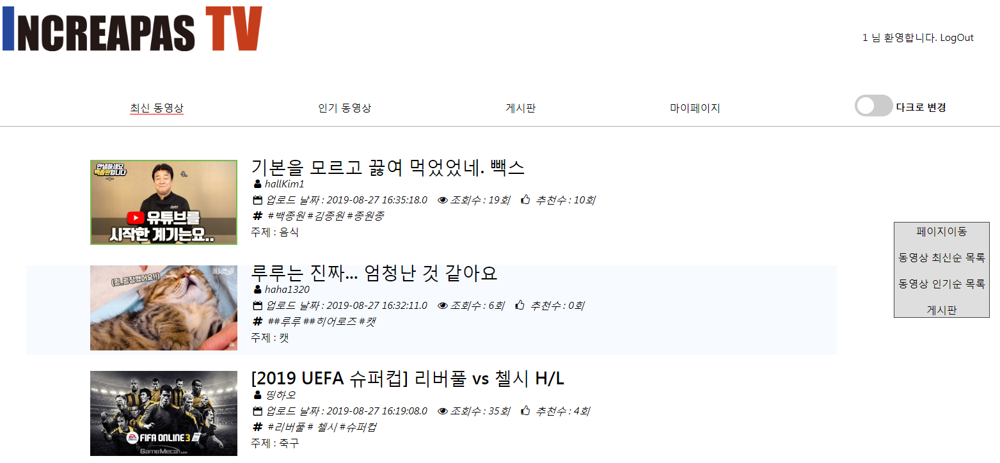 INCREAPAS TV
1 님 환영합니다. LogOut
최신 동영상
인기 동영상
게시판
마이페이지
다크로 변경
안녕하세요
백종원입니다
유튜브를
시작한 계기는요..
기본을 모르고 끓여 먹었었네. 빽스
hallKim1
업로드 날짜 : 2019-08-27 16:35:18.0 조회수 : 19회 추천수 : 10회
# #백종원 #김종원 #종원종
주제 : 음식
페이지이동
동영상 최신순 목록
동영상 인기순 목록
게시판
(굉..굉장했어요!!)
루루는 진짜... 엄청난 것 같아요
haha1320
업로드 날짜 : 2019-08-27 16:32:11.0 조회수 : 6회 추천수 : 0회
# ##루루 ##히어로즈 #캣
주제 : 캣
EA SPORTS FIFA ONLINE 3
GameMeca.com
[2019 UEFA 슈퍼컵] 리버풀 vs 첼시 H/L
띵하오
업로드 날짜 : 2019-08-27 16:19:08.0 조회수 : 35회 추천수 : 4회
# #리버풀 # 첼시 #슈퍼컵
주제 : 축구